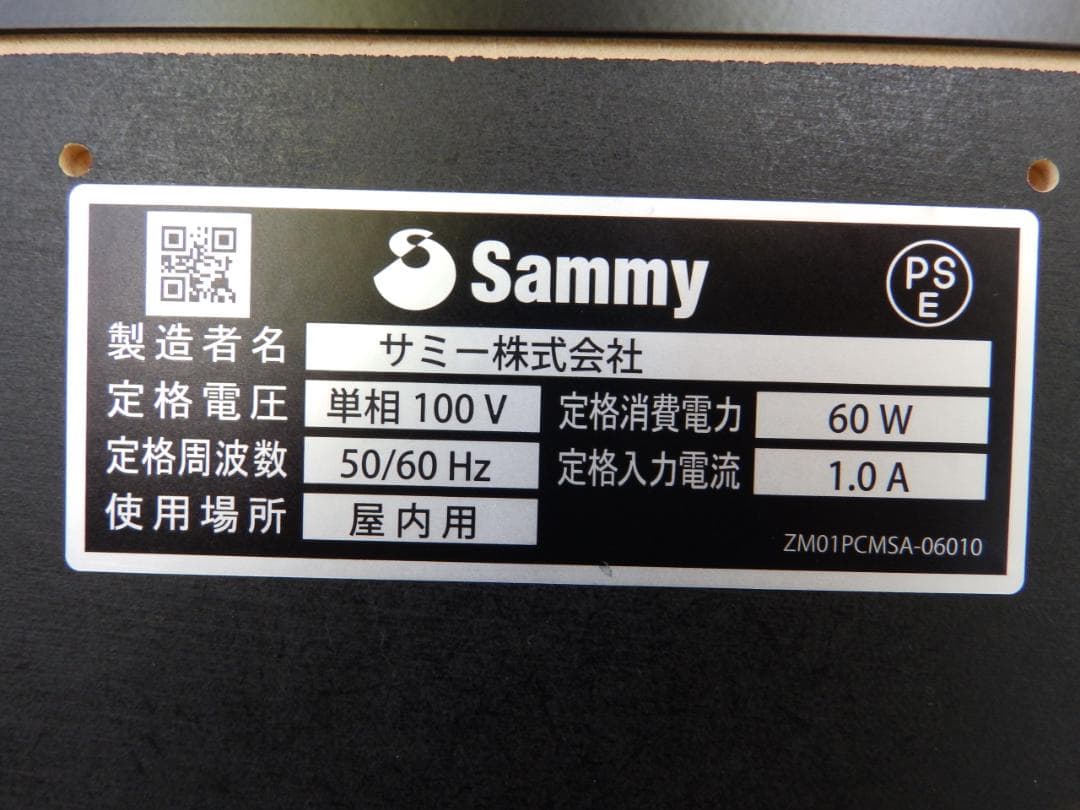 Sammy
PS
E
製造者名 サミー株式会社
定格電圧 単相 100 V 定格消費電力 60 W
定格周波数 50/60 Hz 定格入力電流 1.0 A
使用場所 屋内用
ZM01PCMSA-06010